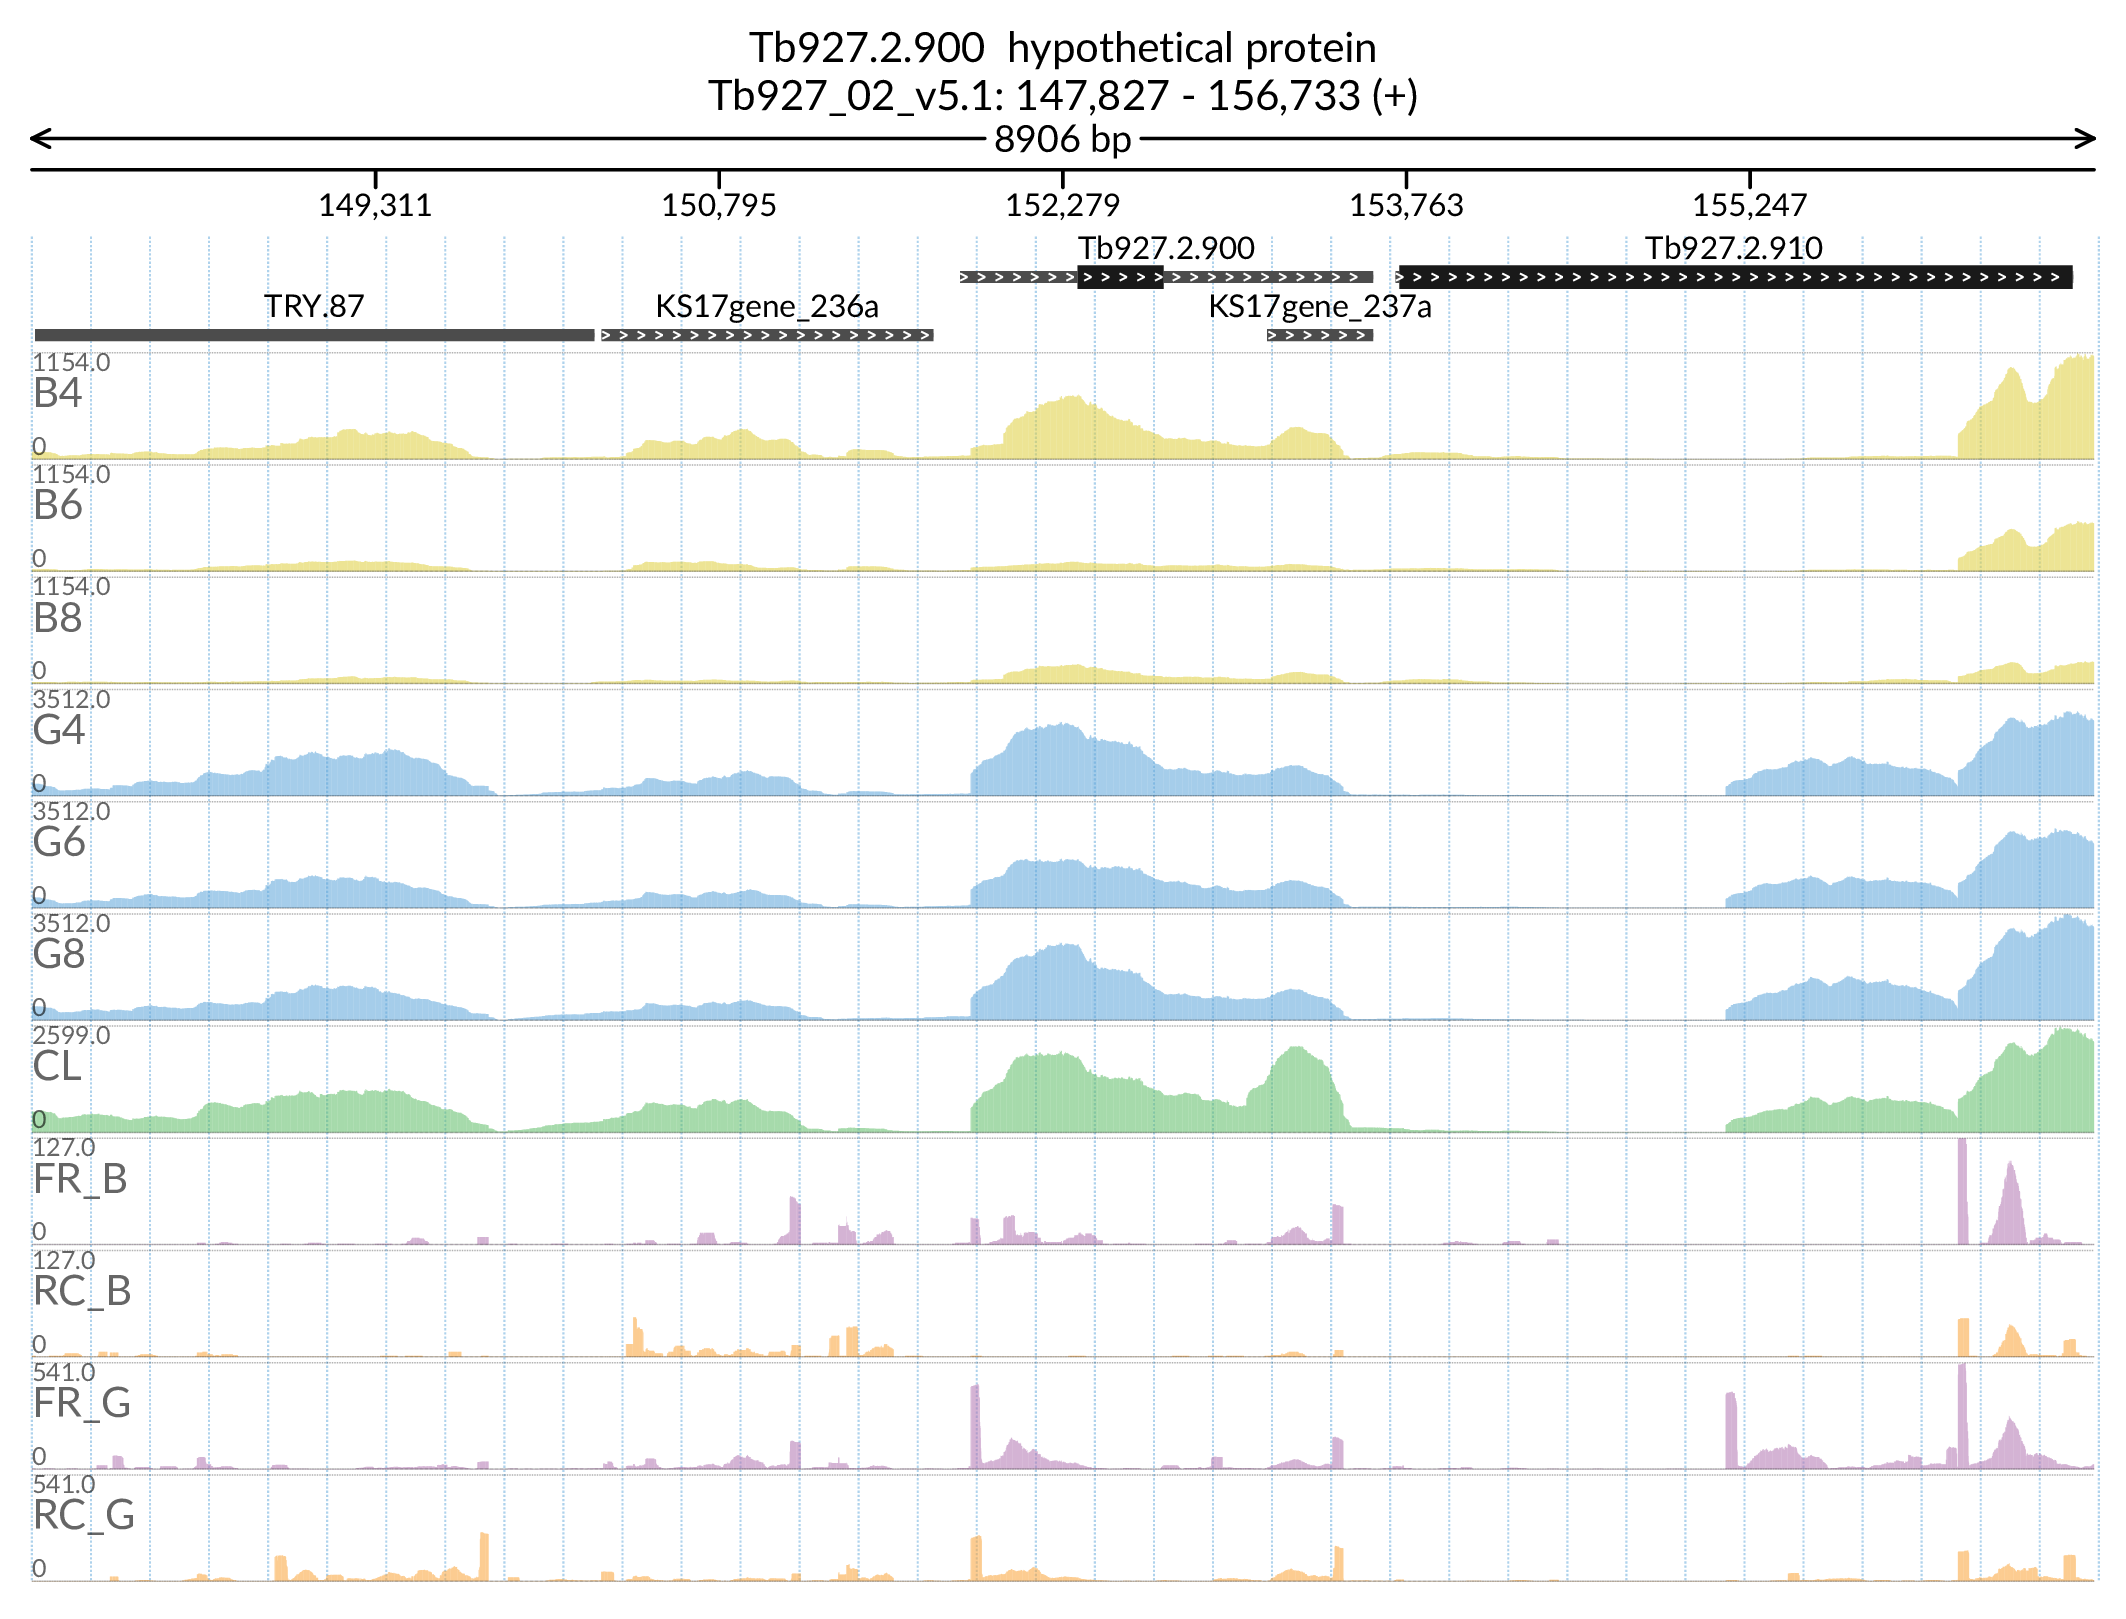 Tb927.2.900  hypothetical protein
Tb927_02_v5.1: 147,827 - 156,733 (+)
8906 bp
149,311 150,795 152,279 153,763 155,247
Tb927.2.900 Tb927.2.910
TRY.87 KS17gene_236a KS17gene_237a
1154.0
B4
0
1154.0
B6
0
1154.0
B8
0
3512.0
G4
0
3512.0
G6
0
3512.0
G8
0
2599.0
CL
0
127.0
FR_B
0
127.0
RC_B
0
541.0
FR_G
0
541.0
RC_G
0